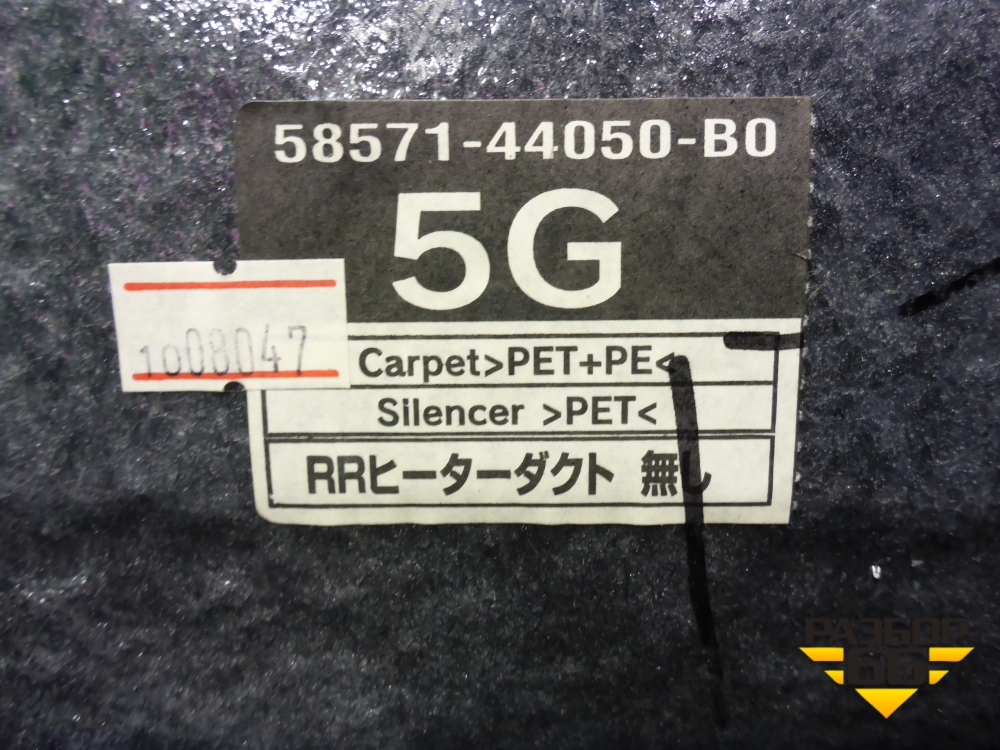 58571-44050-B0
5G
1008047
Carpet>PET+PE<
Silencer >PET<
RRヒーターダクト 無し
РАЗБОР
66